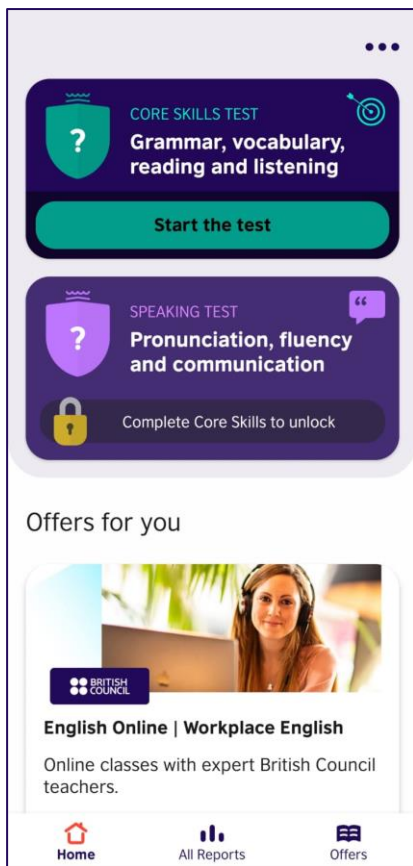 CORE SKILLS TEST
Grammar, vocabulary,
reading and listening
?
Start the test
SPEAKING TEST
Pronunciation, fluency
and communication
?
Complete Core Skills to unlock
Offers for you
BRITISH
COUNCIL
English Online | Workplace English
Online classes with expert British Council
teachers.
Home All Reports Offers